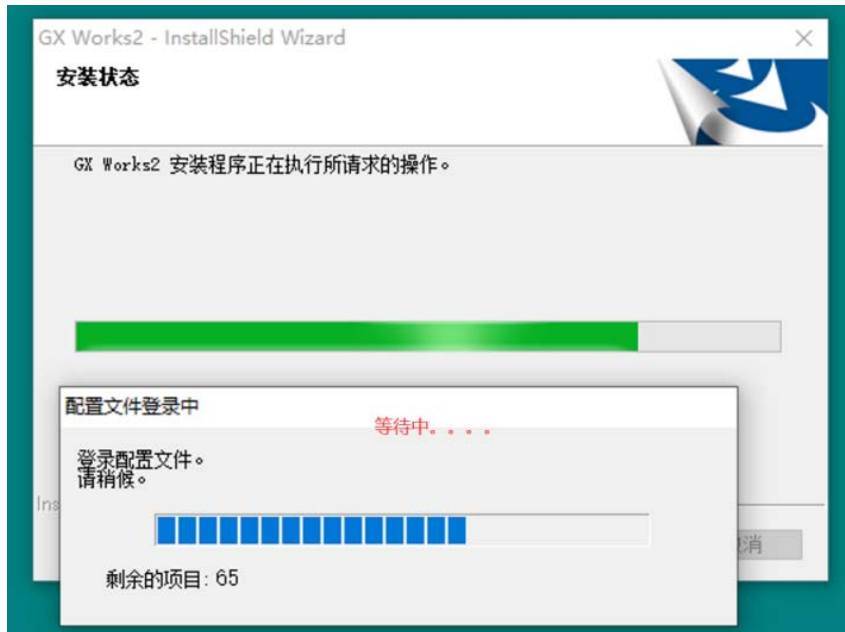 GX Works2 - InstallShield Wizard
安装状态
GX Works2 安装程序正在执行所请求的操作。
配置文件登录中
等待中。。。。
登录配置文件。
请稍候。
Ins
消
剩余的项目: 65